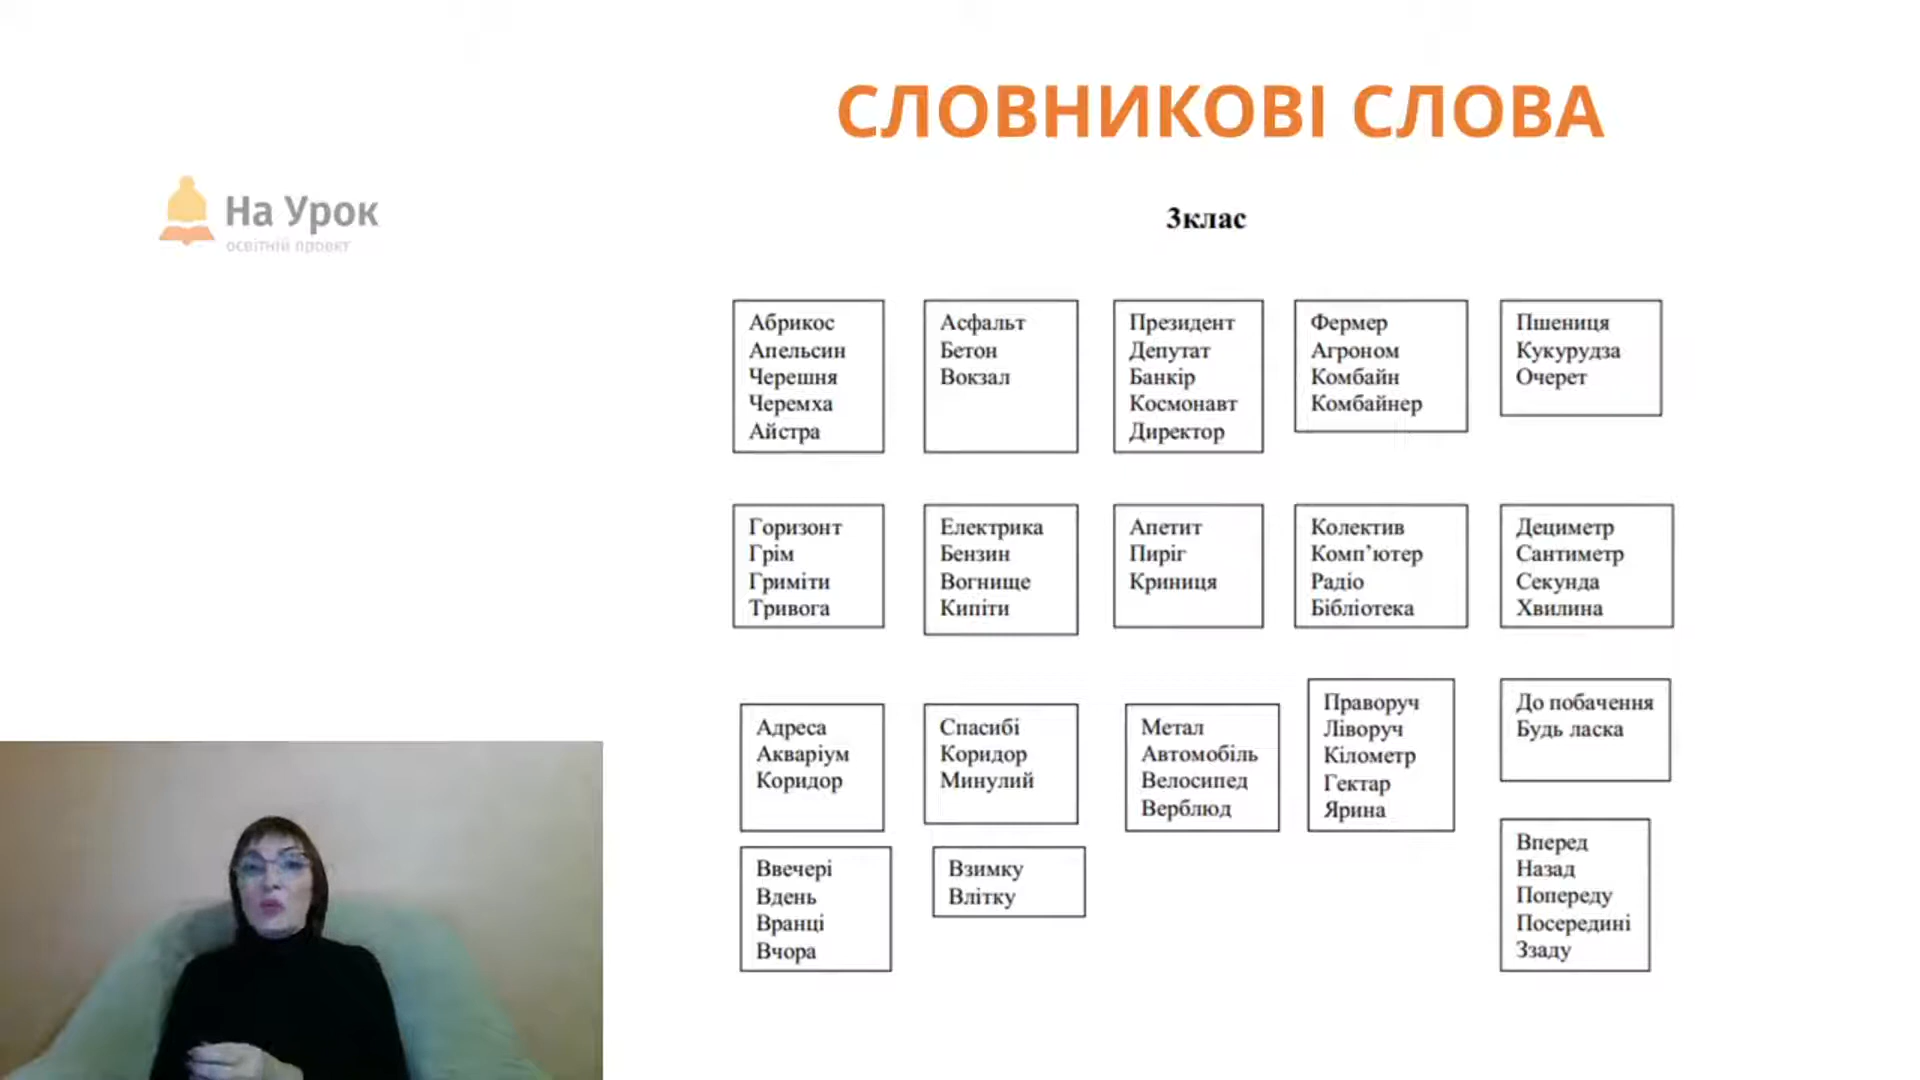 СЛОВНИКОВІ СЛОВА
На Урок
освітній проект
3клас
Абрикос
Апельсин
Черешня
Черемха
Айстра
Асфальт
Бетон
Вокзал
Президент
Депутат
Банкір
Космонавт
Директор
Фермер
Агроном
Комбайн
Комбайнер
Пшениця
Кукурудза
Очерет
Горизонт
Грім
Гриміти
Тривога
Електрика
Бензин
Вогнище
Кипіти
Апетит
Пиріг
Криниця
Колектив
Комп’ютер
Радіо
Бібліотека
Дециметр
Сантиметр
Секунда
Хвилина
Адреса
Акваріум
Коридор
Спасибі
Коридор
Минулий
Метал
Автомобіль
Велосипед
Верблюд
Праворуч
Ліворуч
Кілометр
Гектар
Ярина
До побачення
Будь ласка
Ввечері
Вдень
Вранці
Вчора
Взимку
Влітку
Вперед
Назад
Попереду
Посередині
Ззаду